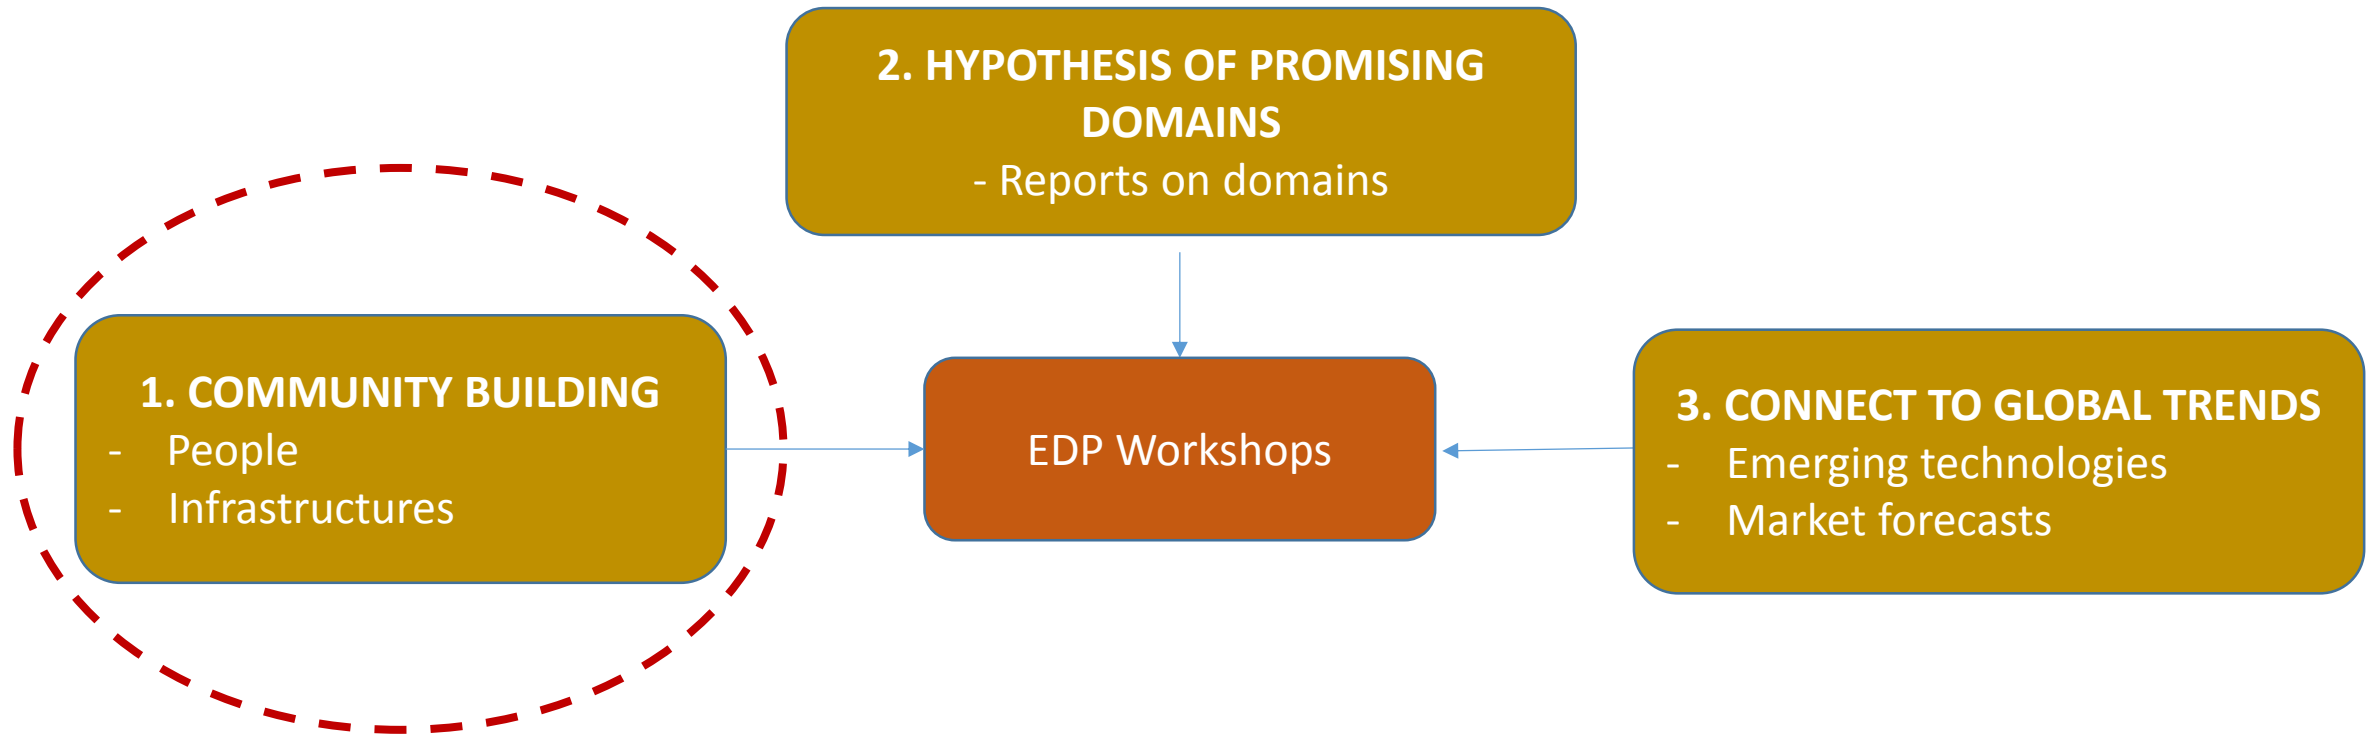 2. HYPOTHESIS OF PROMISING
DOMAINS
- Reports on domains
1. COMMUNITY BUILDING
- People
- Infrastructures
EDP Workshops
3. CONNECT TO GLOBAL TRENDS
- Emerging technologies
- Market forecasts